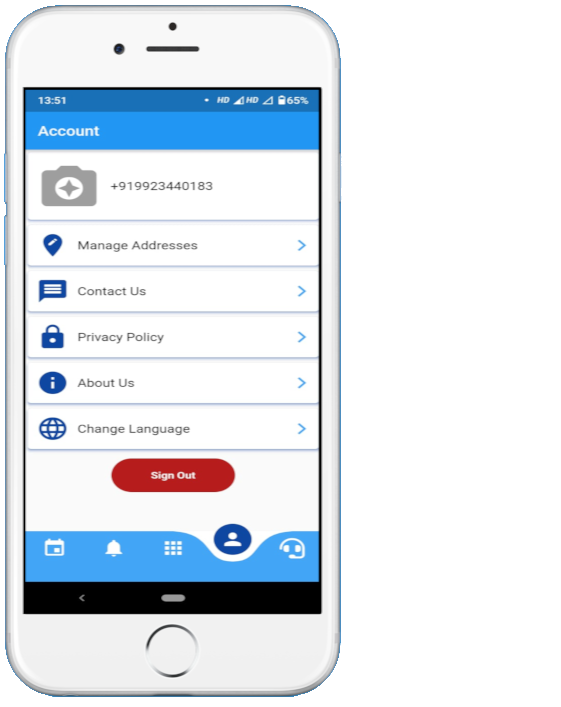 13:51 HD HD 65%
Account
+919923440183
Manage Addresses
Contact Us
Privacy Policy
About Us
Change Language
Sign Out